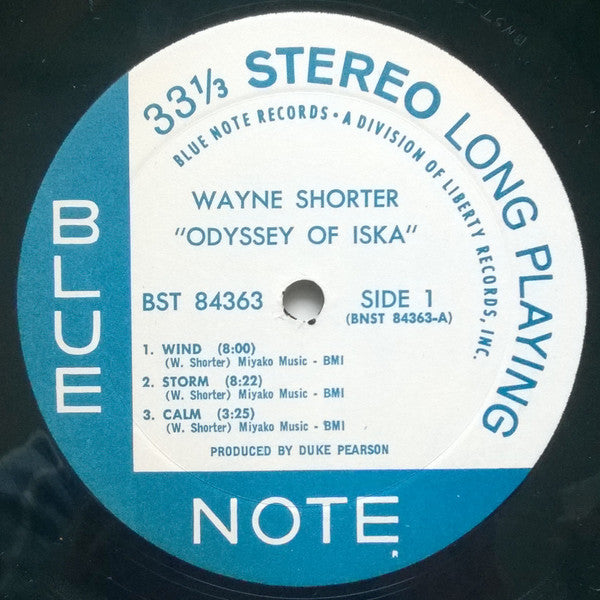 33⅓ STEREO LONG PLAYING
BLUE NOTE RECORDS • A DIVISION OF LIBERTY RECORDS, INC.
WAYNE SHORTER
"ODYSSEY OF ISKA"
BST 84363
SIDE 1
(BNST 84363-A)
1. WIND (8:00)
(W. Shorter) Miyako Music - BMI
2. STORM (8:22)
(W. Shorter) Miyako Music - BMI
3. CALM (3:25)
(W. Shorter) Miyako Music - BMI
PRODUCED BY DUKE PEARSON
BLUE
NOTE
R